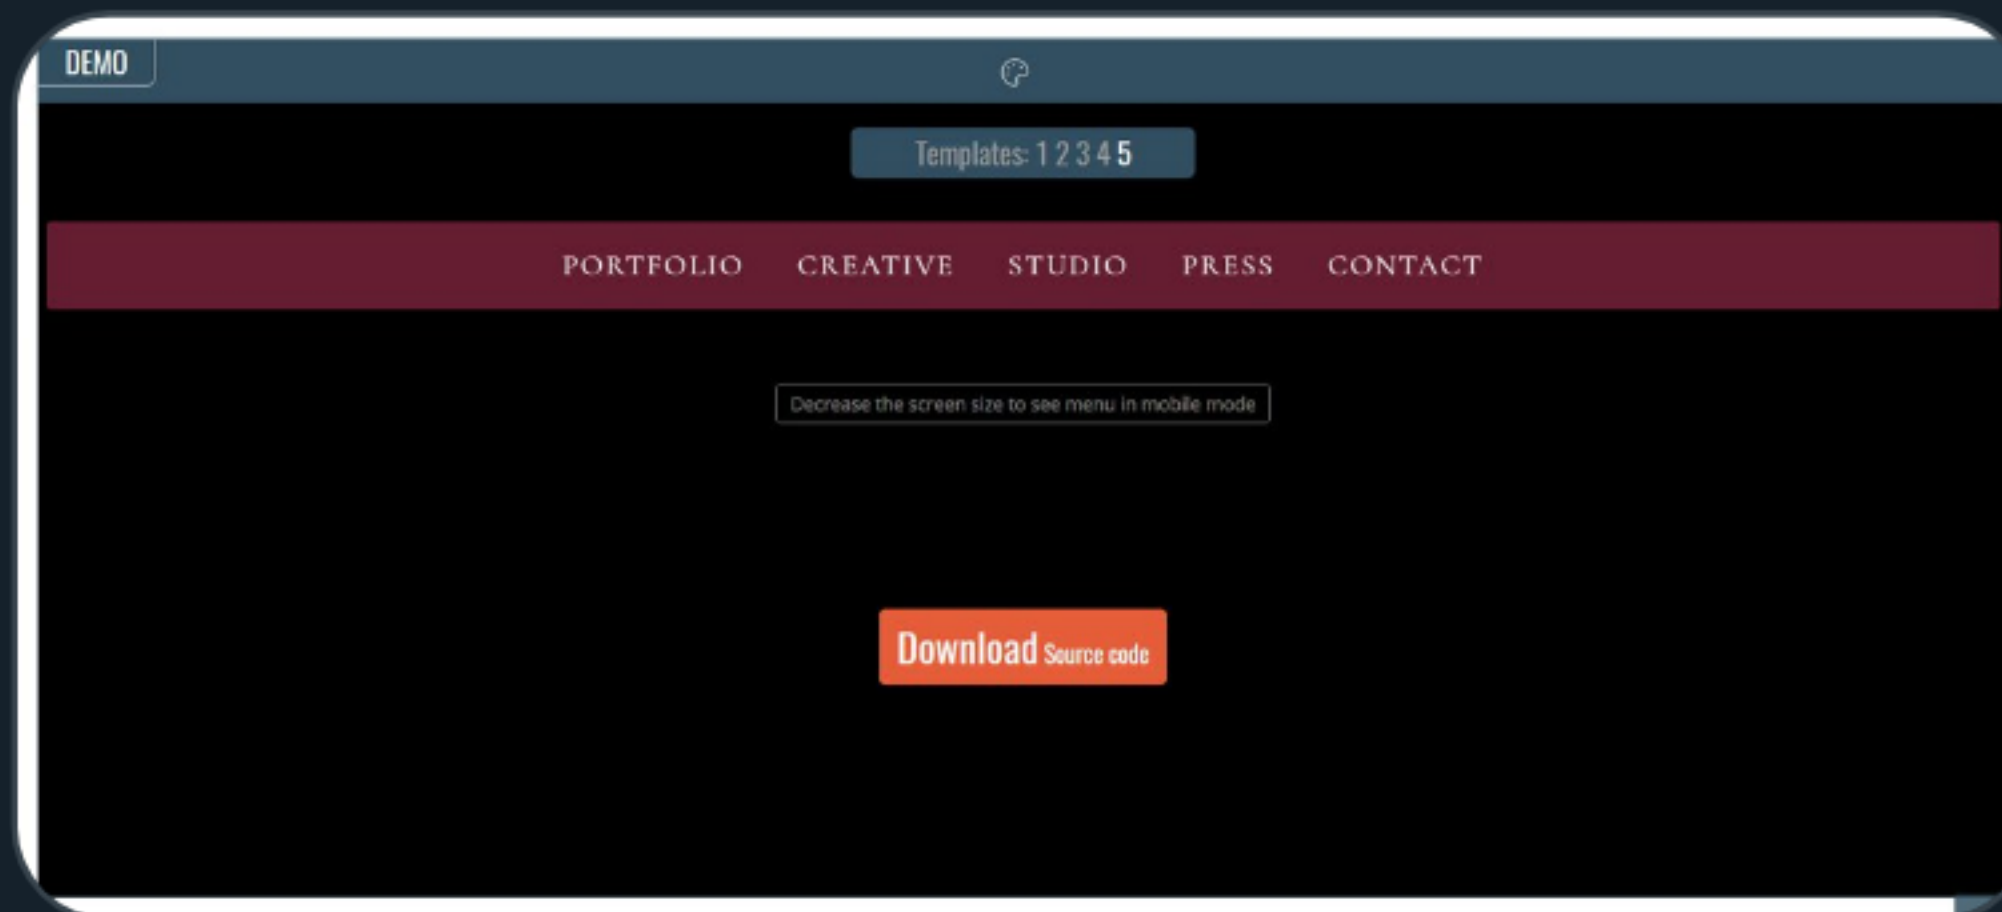 DEMO
Templates: 1 2 3 4 5
PORTFOLIO CREATIVE STUDIO PRESS CONTACT
Decrease the screen size to see menu in mobile mode
Download Source code